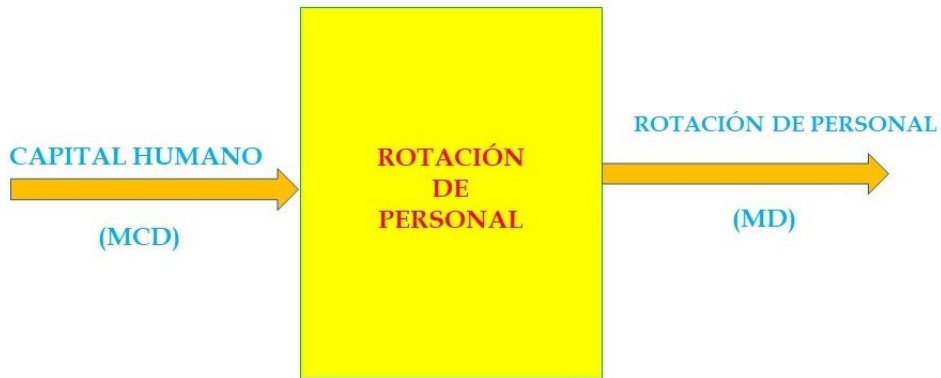 CAPITAL HUMANO
(MCD)
ROTACIÓN
DE
PERSONAL
ROTACIÓN DE PERSONAL
(MD)